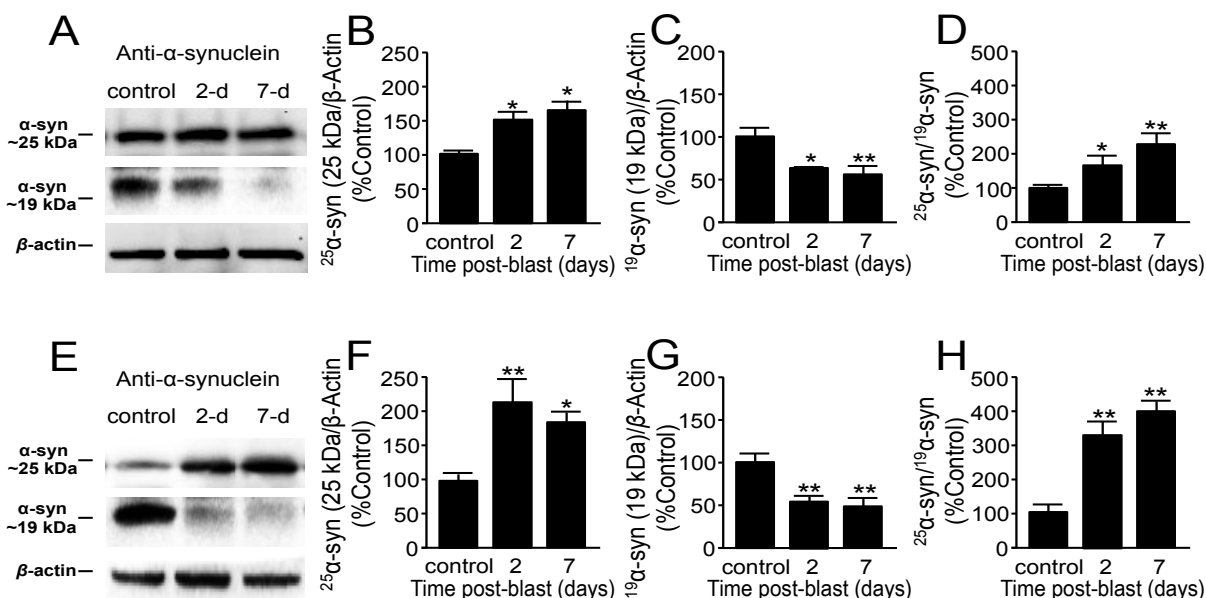 A
Anti-α-synuclein
control 2-d 7-d
α-syn
~25 kDa
α-syn
~19 kDa
β-actin
B
²⁵α-syn (25 kDa/β-Actin
(%Control)
250
200
150
100
50
0
* *
control 2 7
Time post-blast (days)
C
¹⁹α-syn (19 kDa)/β-Actin
(%Control)
200
150
100
50
0
* **
control 2 7
Time post-blast (days)
D
²⁵α-syn/¹⁹α-syn
(%Control)
500
400
300
200
100
0
* **
control 2 7
Time post-blast (days)
E
Anti-α-synuclein
control 2-d 7-d
α-syn
~25 kDa
α-syn
~19 kDa
β-actin
F
²⁵α-syn (25 kDa/β-Actin
(%Control)
250
200
150
100
50
0
** *
control 2 7
Time post-blast (days)
G
¹⁹α-syn (19 kDa)/β-Actin
(%Control)
200
150
100
50
0
** **
control 2 7
Time post-blast (days)
H
²⁵α-syn/¹⁹α-syn
(%Control)
500
400
300
200
100
0
** **
control 2 7
Time post-blast (days)